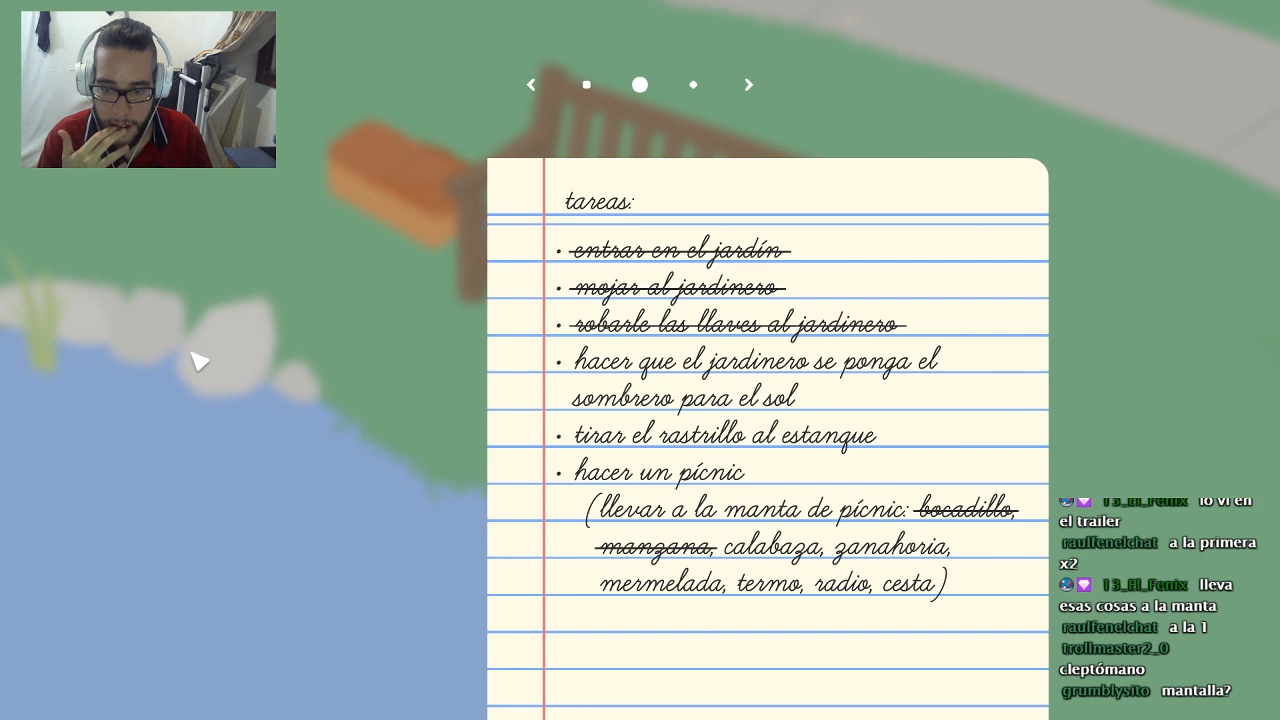 tareas:
• entrar en el jardín
• mojar al jardinero
• robarle las llaves al jardinero
• hacer que el jardinero se ponga el
sombrero para el sol
• tirar el rastrillo al estanque
• hacer un pícnic
(llevar a la manta de pícnic: bocadillo,
manzana, calabaza, zanahoria,
mermelada, termo, radio, cesta)
13_El_Fenix lo vi en
el trailer
raulfenelchat a la primera
x2
13_El_Fenix lleva
esas cosas a la manta
raulfenelchat a la 1
trollmaster2_0
cleptómano
grumblysito mantalla?